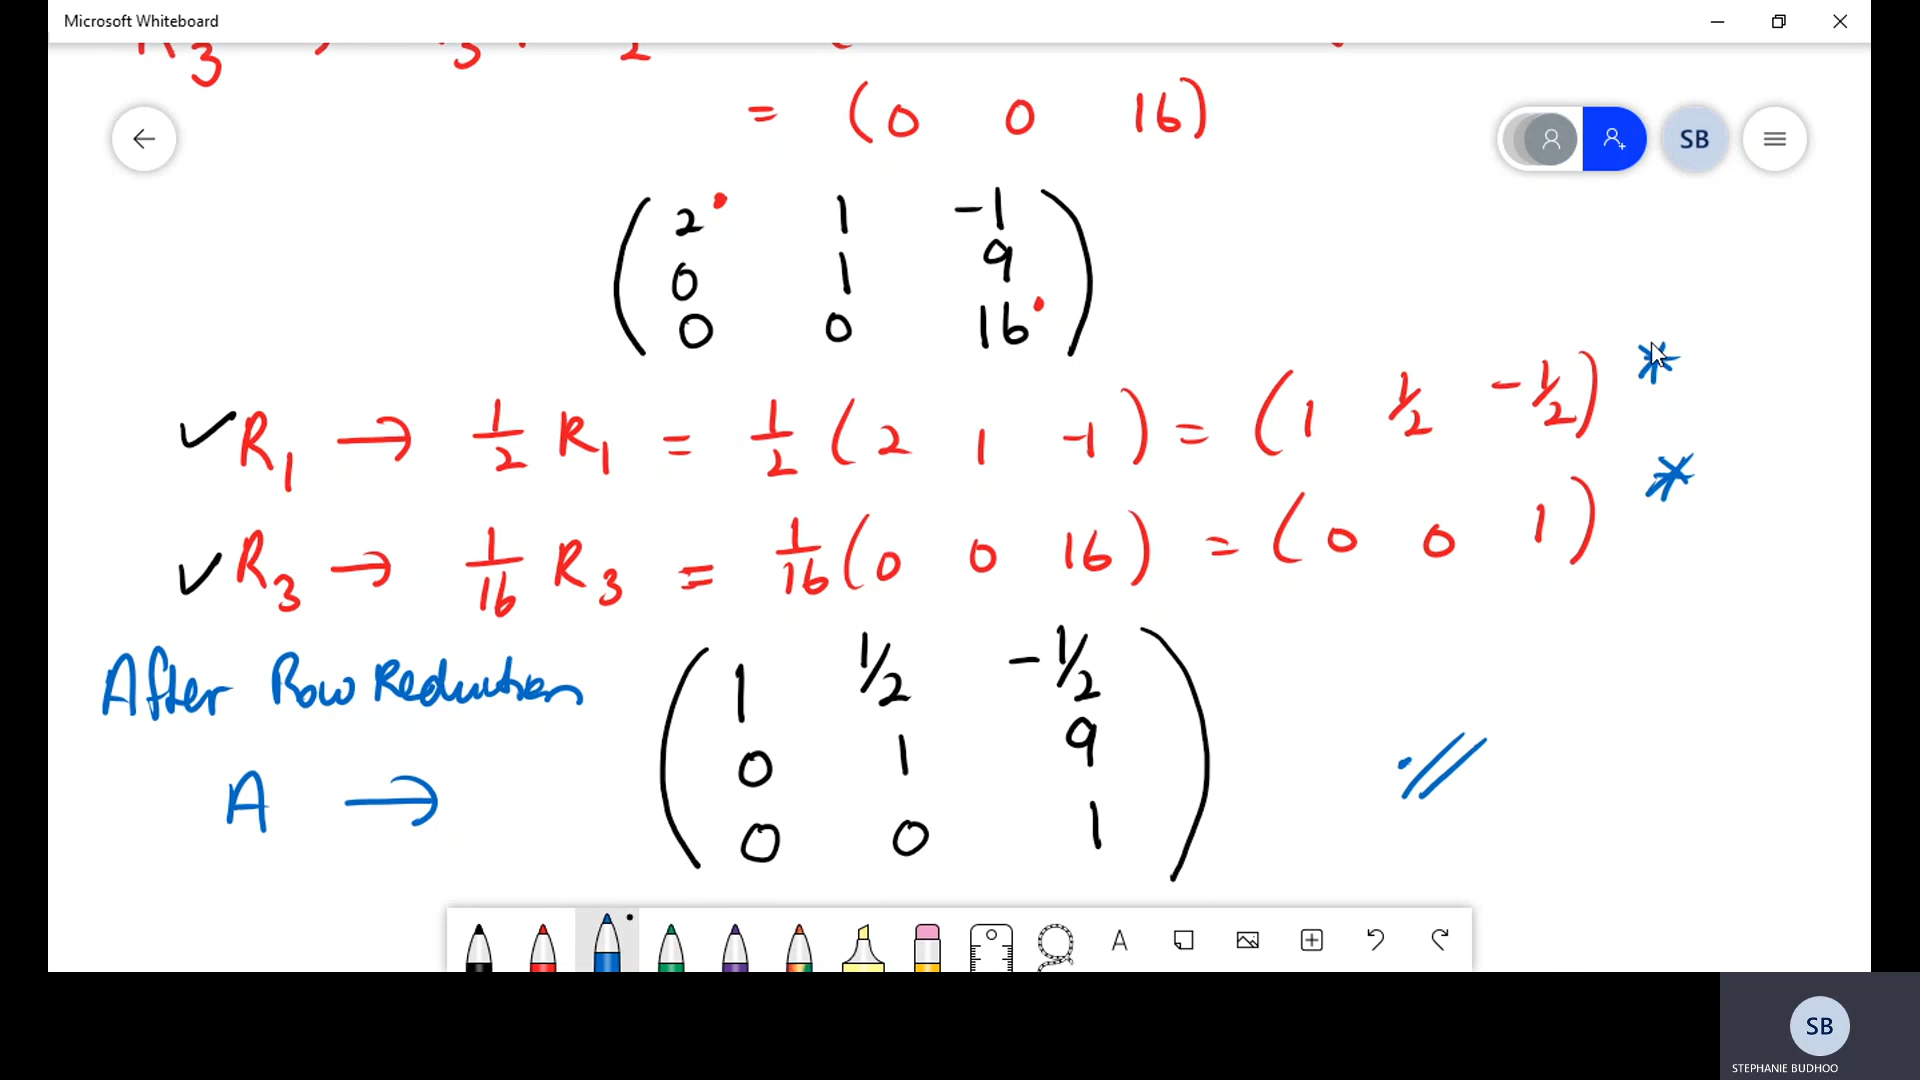 Microsoft Whiteboard
R3 → R3 R2
= (0 0 16)
SB
(2 1 -1
0 1 9
0 0 16)
✓R1 → 1/2 R1 = 1/2 (2 1 -1) = (1 1/2 -1/2) *
✓R3 → 1/16 R3 = 1/16 (0 0 16) = (0 0 1) *
After Row Reduction
A → (1 1/2 -1/2
0 1 9
0 0 1)
SB
STEPHANIE BUDHOO